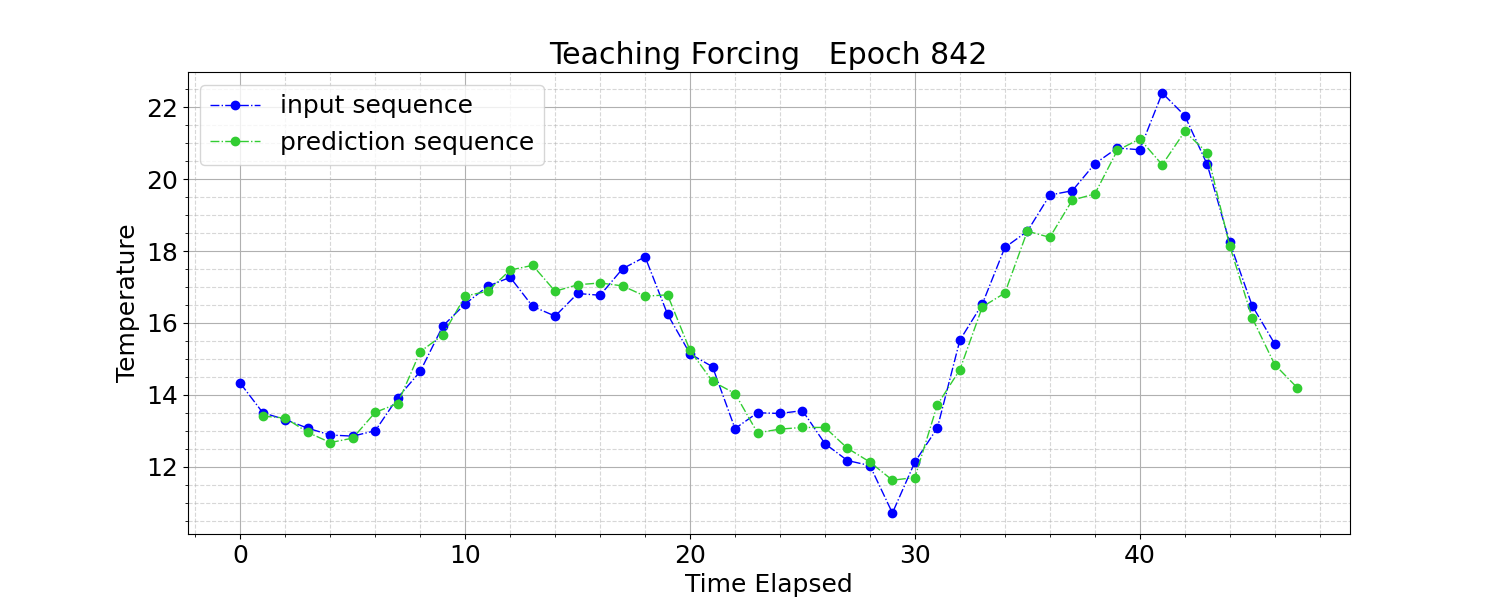 Teaching Forcing   Epoch 842
input sequence
prediction sequence
22
20
18
16
14
12
Temperature
0 10 20 30 40
Time Elapsed